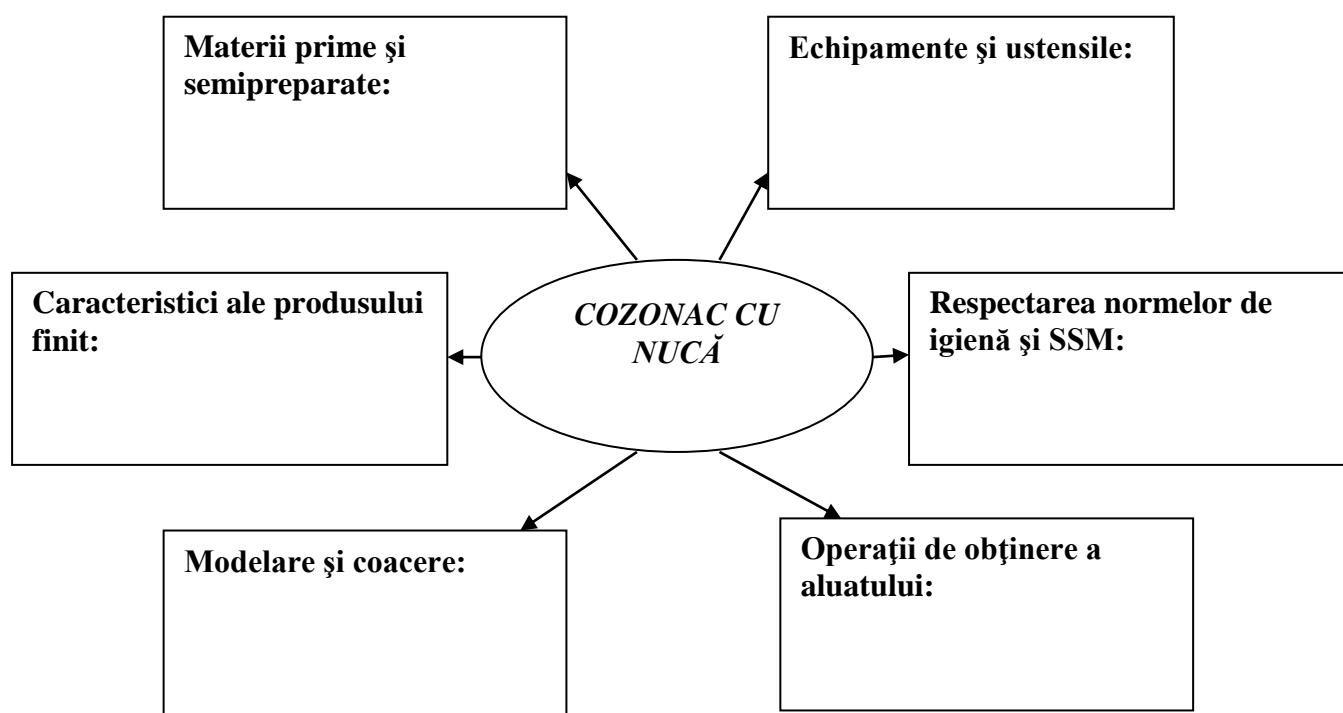 Materii prime şi
semipreparate:
Echipamente şi ustensile:
Caracteristici ale produsului
finit:
COZONAC CU
NUCĂ
Respectarea normelor de
igienă şi SSM:
Modelare şi coacere:
Operaţii de obţinere a
aluatului: